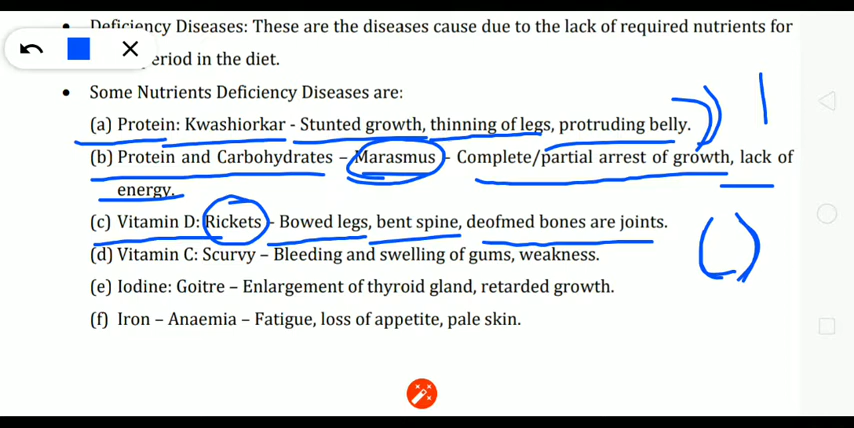 Deficiency Diseases: These are the diseases cause due to the lack of required nutrients for
eriod in the diet.
• Some Nutrients Deficiency Diseases are:
(a) Protein: Kwashiorkar - Stunted growth, thinning of legs, protruding belly.
(b) Protein and Carbohydrates – Marasmus - Complete/partial arrest of growth, lack of
energy.
(c) Vitamin D: Rickets - Bowed legs, bent spine, deofmed bones are joints.
(d) Vitamin C: Scurvy – Bleeding and swelling of gums, weakness.
(e) Iodine: Goitre – Enlargement of thyroid gland, retarded growth.
(f) Iron – Anaemia – Fatigue, loss of appetite, pale skin.